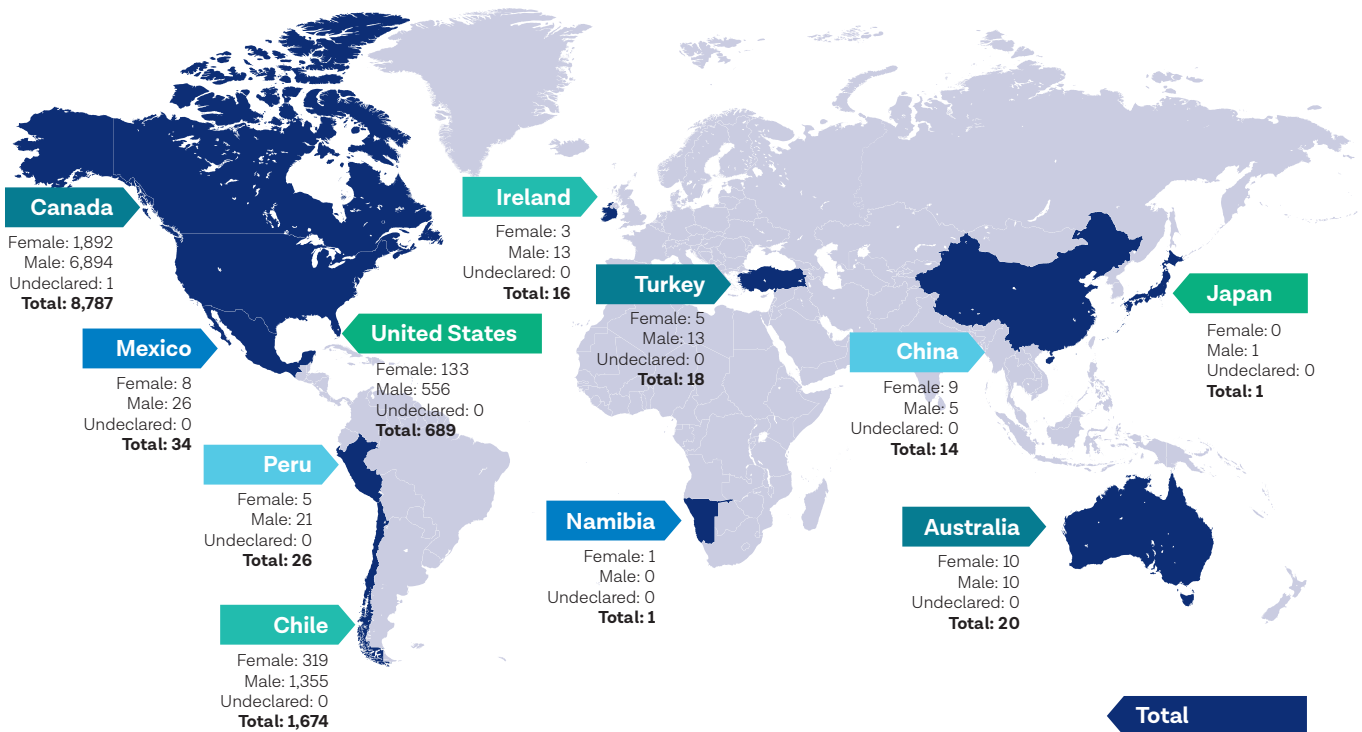 Canada
Female: 1,892
Male: 6,894
Undeclared: 1
Total: 8,787
Mexico
Female: 8
Male: 26
Undeclared: 0
Total: 34
United States
Female: 133
Male: 556
Undeclared: 0
Total: 689
Peru
Female: 5
Male: 21
Undeclared: 0
Total: 26
Chile
Female: 319
Male: 1,355
Undeclared: 0
Total: 1,674
Ireland
Female: 3
Male: 13
Undeclared: 0
Total: 16
Turkey
Female: 5
Male: 13
Undeclared: 0
Total: 18
Namibia
Female: 1
Male: 0
Undeclared: 0
Total: 1
China
Female: 9
Male: 5
Undeclared: 0
Total: 14
Japan
Female: 0
Male: 1
Undeclared: 0
Total: 1
Australia
Female: 10
Male: 10
Undeclared: 0
Total: 20
Total